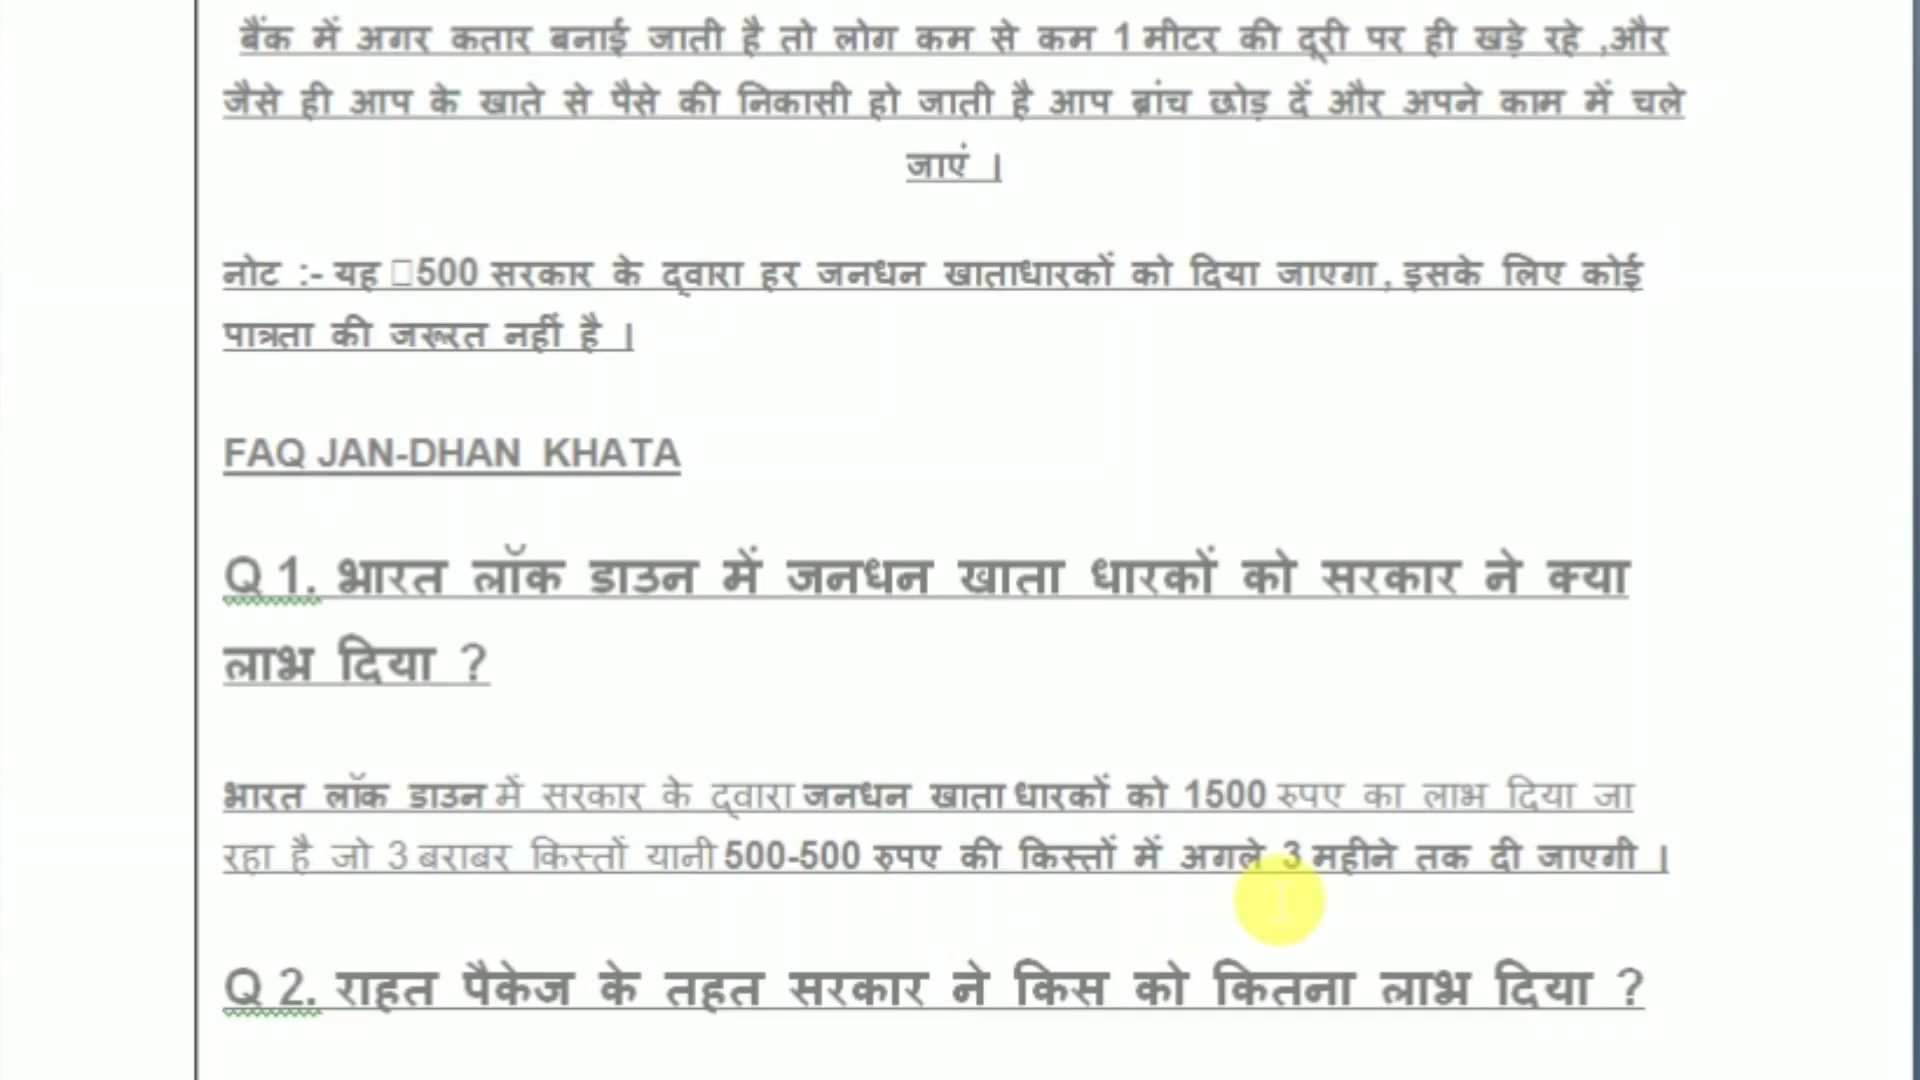 बैंक में अगर कतार बनाई जाती है तो लोग कम से कम 1 मीटर की दूरी पर ही खड़े रहे ,और
जैसे ही आप के खाते से पैसे की निकासी हो जाती है आप ब्रांच छोड़ दें और अपने काम में चले
जाएं ।
नोट :- यह □500 सरकार के द्वारा हर जनधन खाताधारकों को दिया जाएगा, इसके लिए कोई
पात्रता की जरूरत नहीं है ।
FAQ JAN-DHAN KHATA
Q 1. भारत लॉक डाउन में जनधन खाता धारकों को सरकार ने क्या
लाभ दिया ?
भारत लॉक डाउन में सरकार के द्वारा जनधन खाता धारकों को 1500 रुपए का लाभ दिया जा
रहा है जो 3 बराबर किस्तों यानी 500-500 रुपए की किस्तों में अगले 3 महीने तक दी जाएगी ।
Q 2. राहत पैकेज के तहत सरकार ने किस को कितना लाभ दिया ?